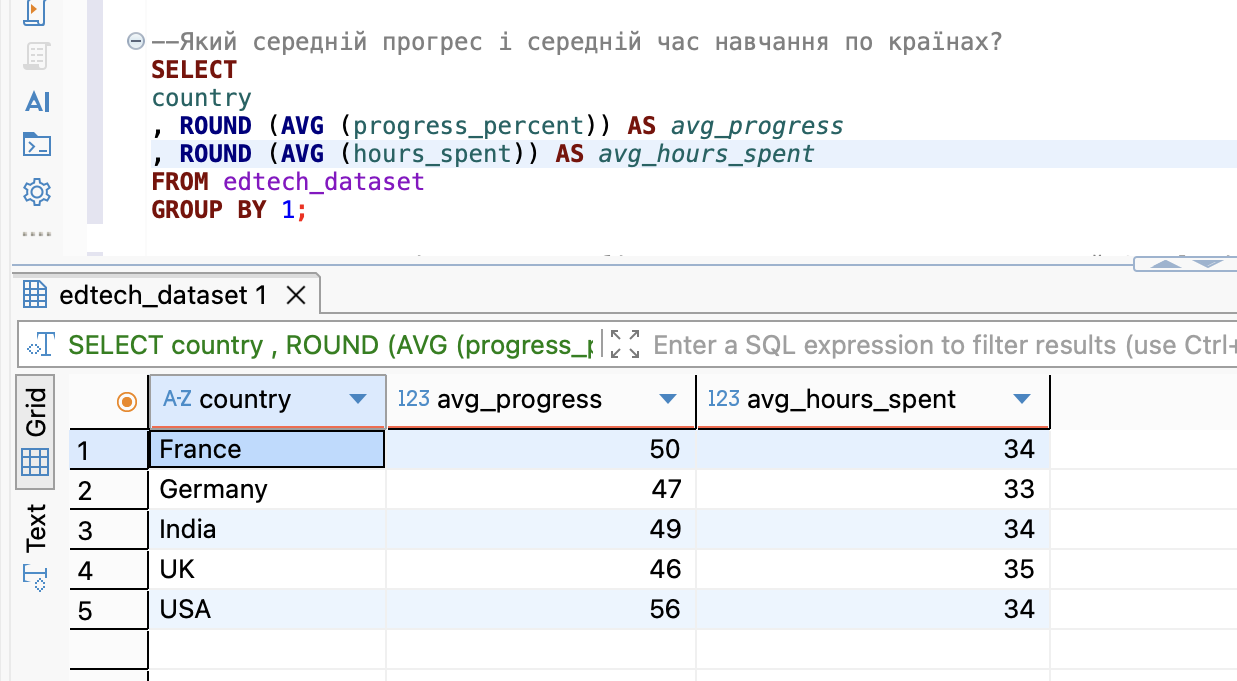 --Який середній прогрес і середній час навчання по країнах?
SELECT
country
, ROUND (AVG (progress_percent)) AS avg_progress
, ROUND (AVG (hours_spent)) AS avg_hours_spent
FROM edtech_dataset
GROUP BY 1;
AI
edtech_dataset 1
SELECT country , ROUND (AVG (progress_p
Enter a SQL expression to filter results (use Ctrl+
Grid
Text
A-Z country 123 avg_progress 123 avg_hours_spent
1 France 50 34
2 Germany 47 33
3 India 49 34
4 UK 46 35
5 USA 56 34